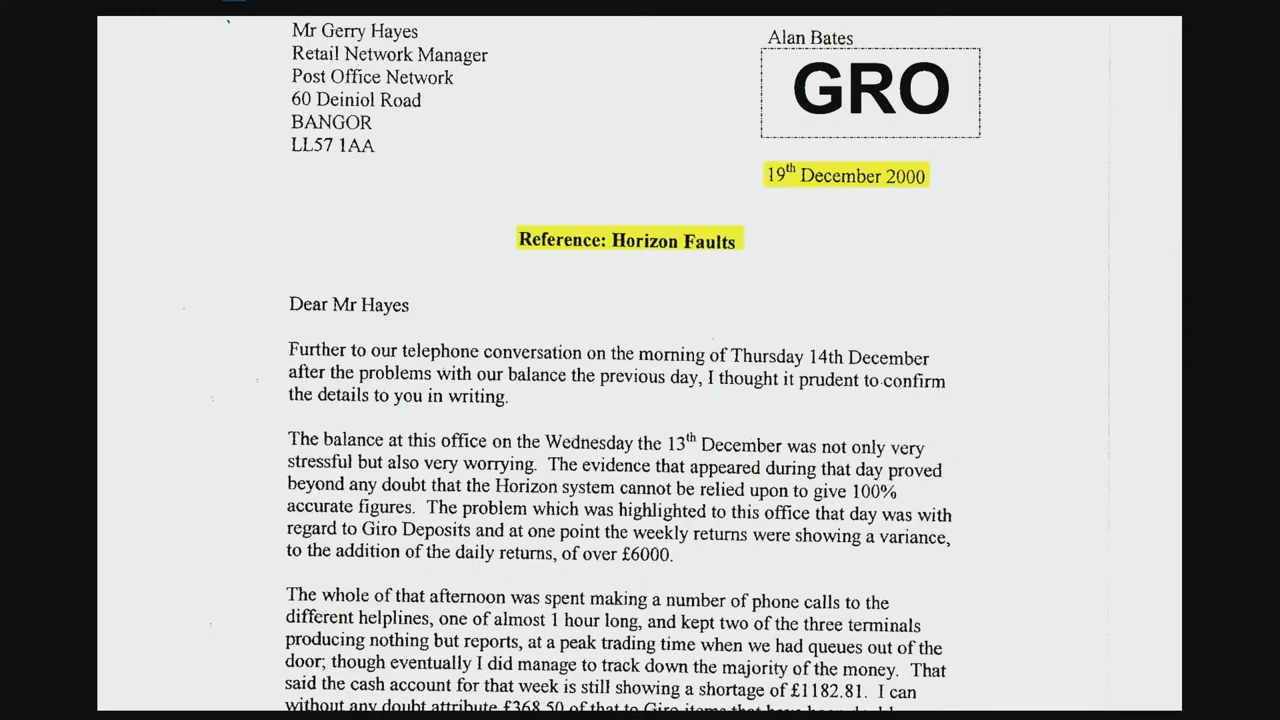 Mr Gerry Hayes
Retail Network Manager
Post Office Network
60 Deiniol Road
BANGOR
LL57 1AA
Alan Bates
GRO
19th December 2000
Reference: Horizon Faults
Dear Mr Hayes
Further to our telephone conversation on the morning of Thursday 14th December
after the problems with our balance the previous day, I thought it prudent to confirm
the details to you in writing.
The balance at this office on the Wednesday the 13th December was not only very
stressful but also very worrying. The evidence that appeared during that day proved
beyond any doubt that the Horizon system cannot be relied upon to give 100%
accurate figures. The problem which was highlighted to this office that day was with
regard to Giro Deposits and at one point the weekly returns were showing a variance,
to the addition of the daily returns, of over £6000.
The whole of that afternoon was spent making a number of phone calls to the
different helplines, one of almost 1 hour long, and kept two of the three terminals
producing nothing but reports, at a peak trading time when we had queues out of the
door; though eventually I did manage to track down the majority of the money. That
said the cash account for that week is still showing a shortage of £1182.81. I can
without any doubt attribute £368.50 of that to Giro items that have been